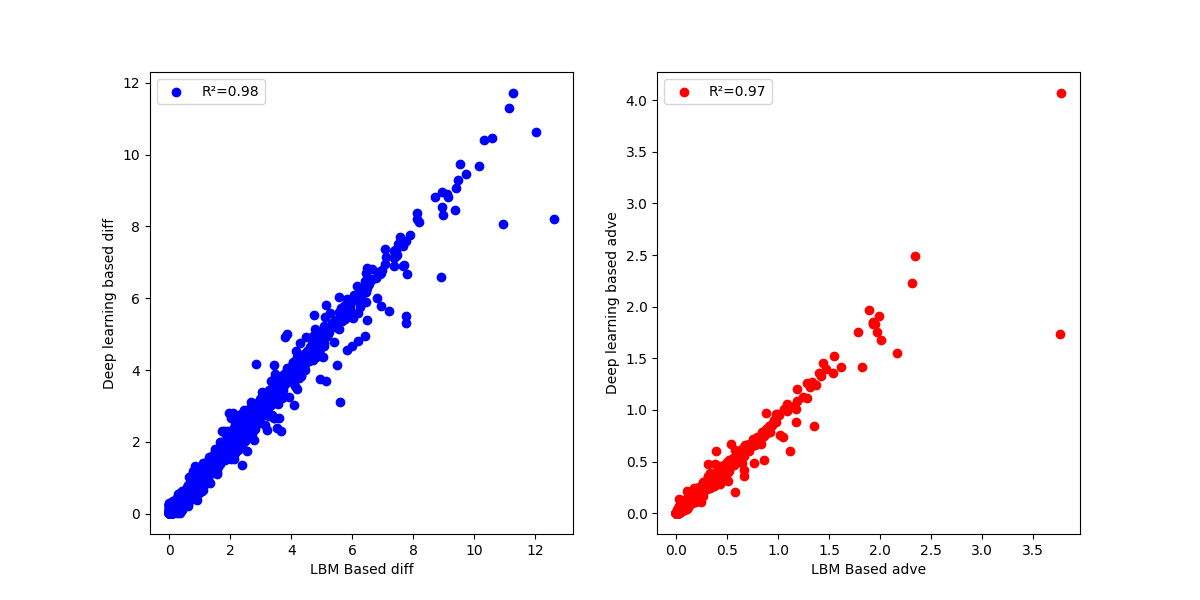 R²=0.98
12
10
8
6
4
2
0
Deep learning based diff
0 2 4 6 8 10 12
LBM Based diff
R²=0.97
4.0
3.5
3.0
2.5
2.0
1.5
1.0
0.5
0.0
Deep learning based adve
0.0 0.5 1.0 1.5 2.0 2.5 3.0 3.5
LBM Based adve